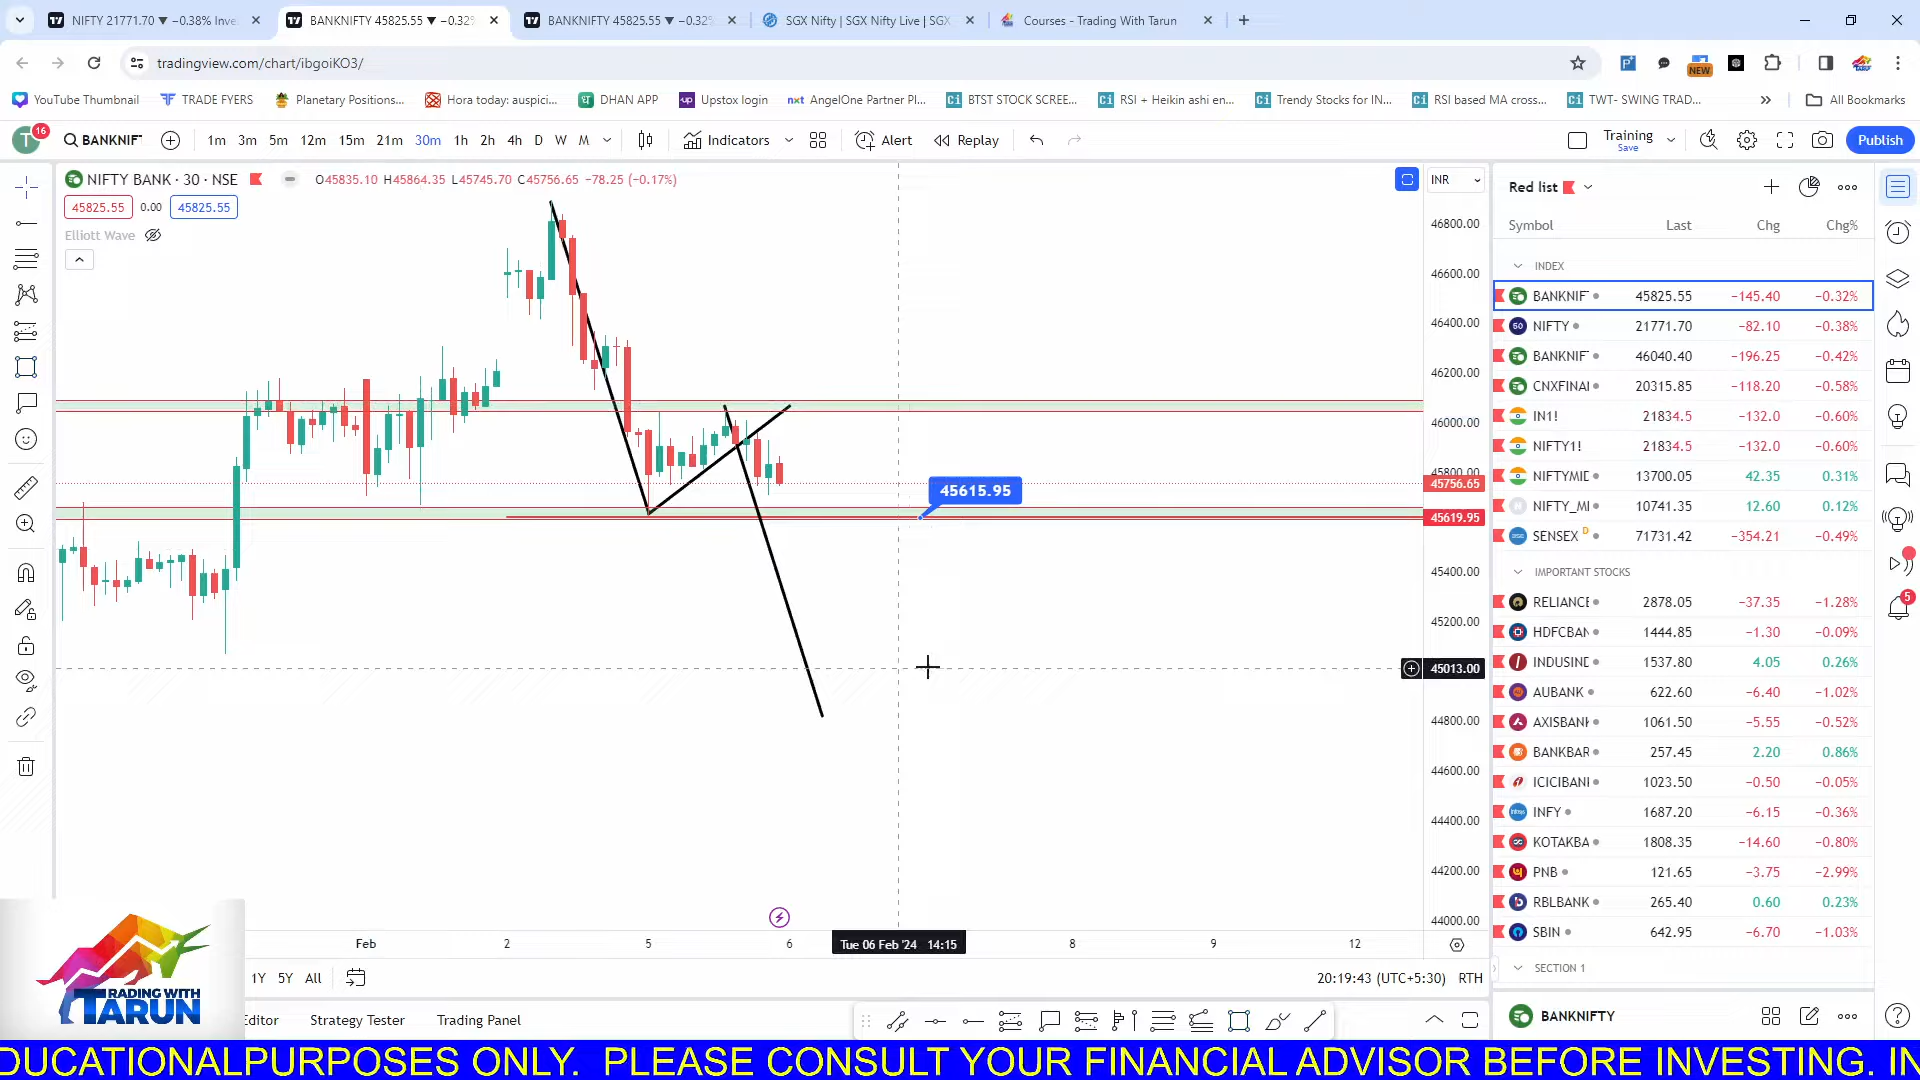 NIFTY 21771.70 ▼ −0.38% Inve
BANKNIFTY 45825.55 ▼ −0.32%
BANKNIFTY 45825.55 ▼ −0.32%
SGX Nifty | SGX Nifty Live | SGX
Courses - Trading With Tarun
tradingview.com/chart/ibgoiKO3/
NEW
YouTube Thumbnail
TRADE FYERS
Planetary Positions...
Hora today: auspici...
DHAN APP
Upstox login
AngelOne Partner Pl...
BTST STOCK SCREE...
RSI + Heikin ashi en...
Trendy Stocks for IN...
RSI based MA cross...
TWT- SWING TRAD...
All Bookmarks
T 16
BANKNIF
1m 3m 5m 12m 15m 21m 30m 1h 2h 4h D W M
Indicators
Alert
Replay
Training
Save
Publish
NIFTY BANK · 30 · NSE
O45835.10 H45864.35 L45745.70 C45756.65 −78.25 (−0.17%)
45825.55 0.00 45825.55
Elliott Wave
INR
46800.00
46600.00
46400.00
46200.00
46000.00
45800.00
45756.65
45615.95
45619.95
45400.00
45200.00
45013.00
44800.00
44600.00
44400.00
44200.00
44000.00
Feb 2 5 6 Tue 06 Feb '24 14:15 8 9 12
1Y 5Y All
20:19:43 (UTC+5:30) RTH
Editor Strategy Tester Trading Panel
Red list
Symbol Last Chg Chg%
INDEX
BANKNIF 45825.55 −145.40 −0.32%
NIFTY 21771.70 −82.10 −0.38%
BANKNIF 46040.40 −196.25 −0.42%
CNXFINAI 20315.85 −118.20 −0.58%
IN1! 21834.5 −132.0 −0.60%
NIFTY1! 21834.5 −132.0 −0.60%
NIFTYMIE 13700.05 42.35 0.31%
NIFTY_MI 10741.35 12.60 0.12%
SENSEX D 71731.42 −354.21 −0.49%
IMPORTANT STOCKS
RELIANCE 2878.05 −37.35 −1.28%
HDFCBAN 1444.85 −1.30 −0.09%
INDUSINE 1537.80 4.05 0.26%
AUBANK 622.60 −6.40 −1.02%
AXISBANK 1061.50 −5.55 −0.52%
BANKBAR 257.45 2.20 0.86%
ICICIBANI 1023.50 −0.50 −0.05%
INFY 1687.20 −6.15 −0.36%
KOTAKBA 1808.35 −14.60 −0.80%
PNB 121.65 −3.75 −2.99%
RBLBANK 265.40 0.60 0.23%
SBIN 642.95 −6.70 −1.03%
SECTION 1
BANKNIFTY
5
RADING WITH
TARUN
DUCATIONALPURPOSES ONLY. PLEASE CONSULT YOUR FINANCIAL ADVISOR BEFORE INVESTING. IN